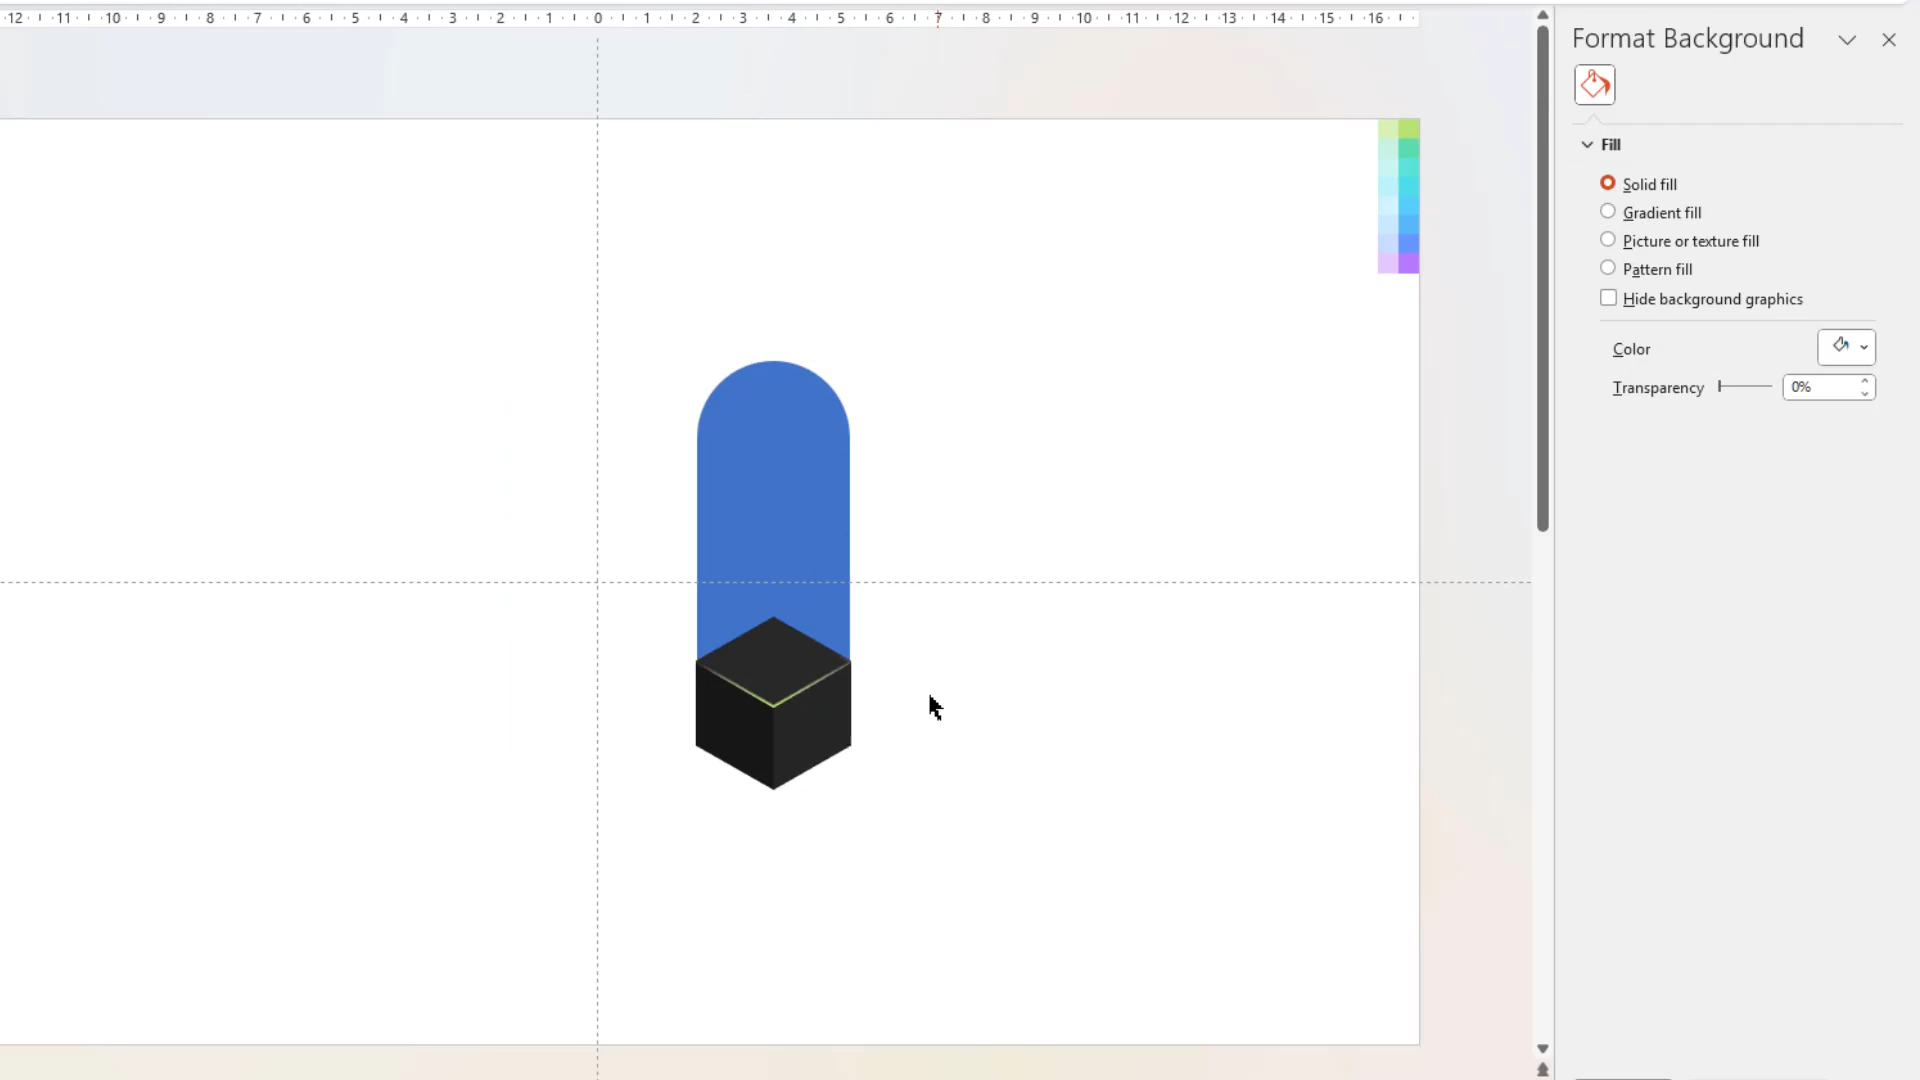 12 11 10 9 8 7 6 5 4 3 2 1 0 1 2 3 4 5 6 7 8 9 10 11 12 13 14 15 16
Format Background
Fill
Solid fill
Gradient fill
Picture or texture fill
Pattern fill
Hide background graphics
Color
Transparency 0%